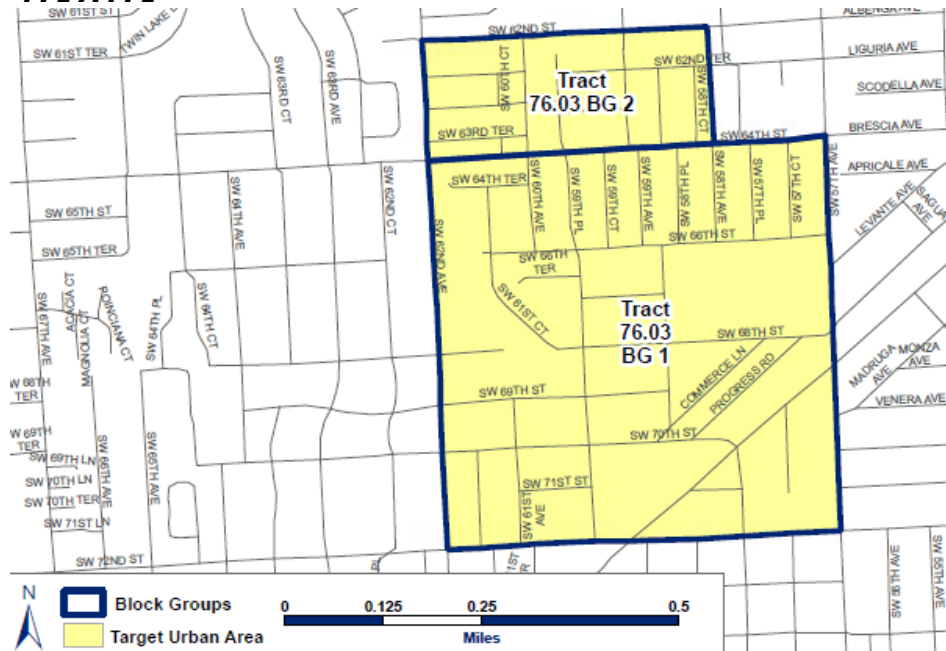 SW 61ST ST
SW 61ST TER
TWIN LAKE D
SW 63RD CT
SW 63RD AVE
SW 62ND ST
SW 60TH CT
SW 62ND TER
SW 58TH CT
Tract
76.03 BG 2
SW 63RD TER
SW 64TH ST
ALBENGA AVE
LIGURIA AVE
SCODELLA AVE
BRESCIA AVE
APRICALE AVE
LEVANTE AVE
SW 57TH AVE
SW 64TH TER
SW 60TH AVE
SW 59TH PL
SW 59TH CT
SW 59TH AVE
SW 58TH PL
SW 58TH AVE
SW 57TH PL
SW 57TH CT
SW 66TH ST
SW 65TH ST
SW 65TH TER
SW 64TH AVE
SW 62ND CT
SW 62ND AVE
SW 66TH
TER
SW 61ST CT
SW 67TH AVE
ACACIA CT
MAGNOLIA CT
POINCIANA CT
SW 64TH PL
SW 64TH CT
Tract
76.03
BG 1
SW 68TH ST
COMMERCE LN
PROGRESS RD
MADRUGA
AVE
MONZA
AVE
VENERA AVE
W 68TH
TER
SW 69TH ST
W 69TH
TER
SW 69TH LN
SW 70TH LN
SW 70TH TER
SW 71ST LN
SW 66TH AVE
SW 65TH AVE
SW 70TH ST
SW 71ST ST
SW 61ST
AVE
SW 72ND ST
SW 56TH AVE
SW 55TH AVE
N
Block Groups
Target Urban Area
0 0.125 0.25 0.5
Miles